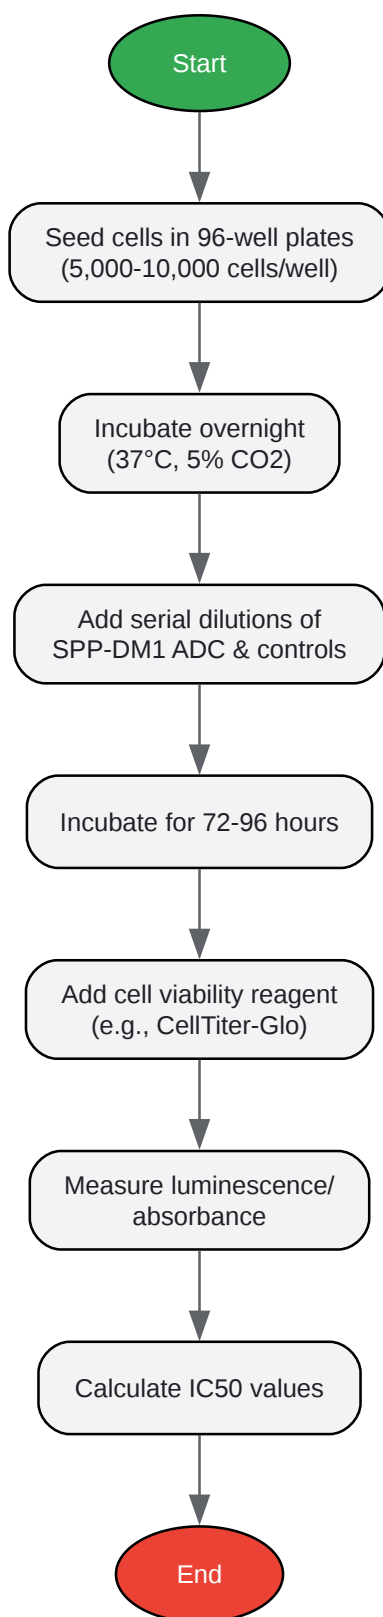 Start
Seed cells in 96-well plates
(5,000-10,000 cells/well)
Incubate overnight
(37°C, 5% CO2)
Add serial dilutions of
SPP-DM1 ADC & controls
Incubate for 72-96 hours
Add cell viability reagent
(e.g., CellTiter-Glo)
Measure luminescence/
absorbance
Calculate IC50 values
End